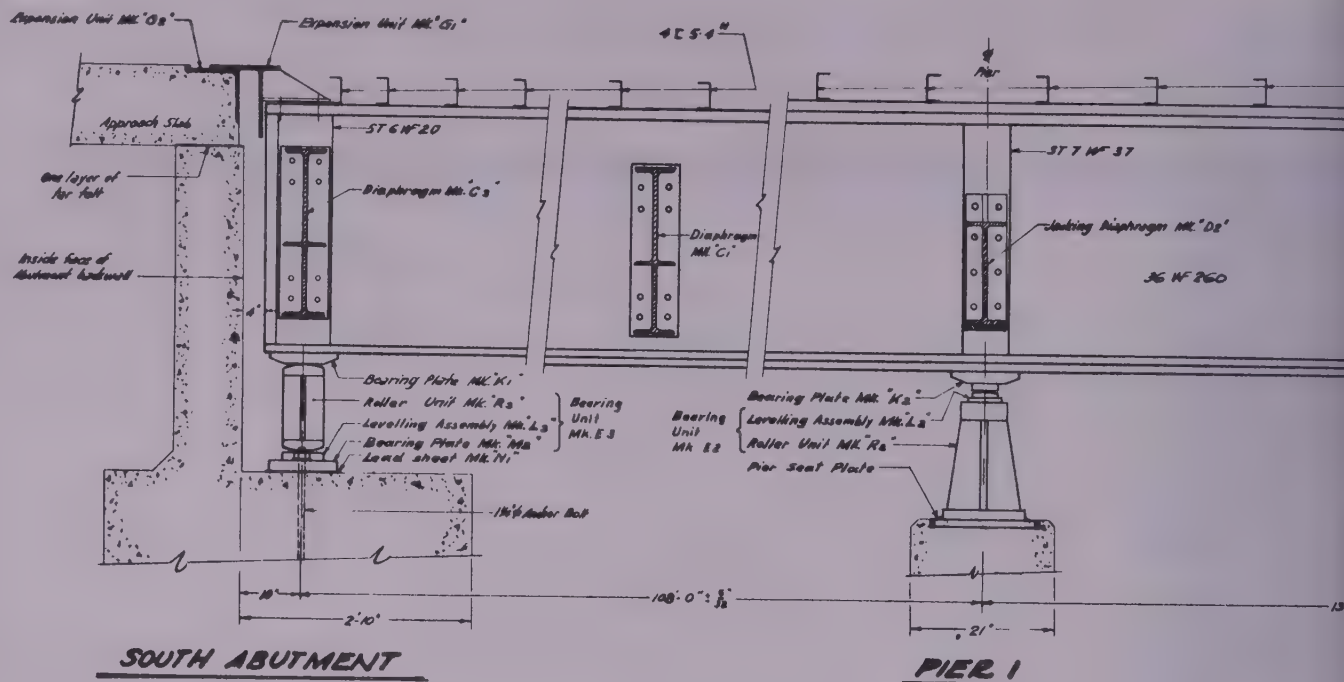 Expansion Unit Mk."G2"
Expansion Unit Mk."G1"
4 [ 5.4 #
Pier
Approach Slab
ST 6 WF 20
ST 7 WF 37
One layer of
tar felt
Diaphragm Mk."C3"
Diaphragm
Mk."C1"
Jacking Diaphragm Mk."D2"
36 WF 260
Inside face of
Abutment backwall
4"
Bearing Plate Mk."K1"
Roller Unit Mk."R3"
Levelling Assembly Mk."L3"
Bearing Plate Mk."M2"
Lead sheet Mk."N1"
Bearing
Unit
Mk.E3
Bearing
Unit
Mk E2
Bearing Plate Mk."K2"
Levelling Assembly Mk."L2"
Roller Unit Mk."R2"
Pier Seat Plate
Anchor Bolt
10"
108'-0" ± 5/32"
2'-10"
21"
SOUTH ABUTMENT
PIER 1